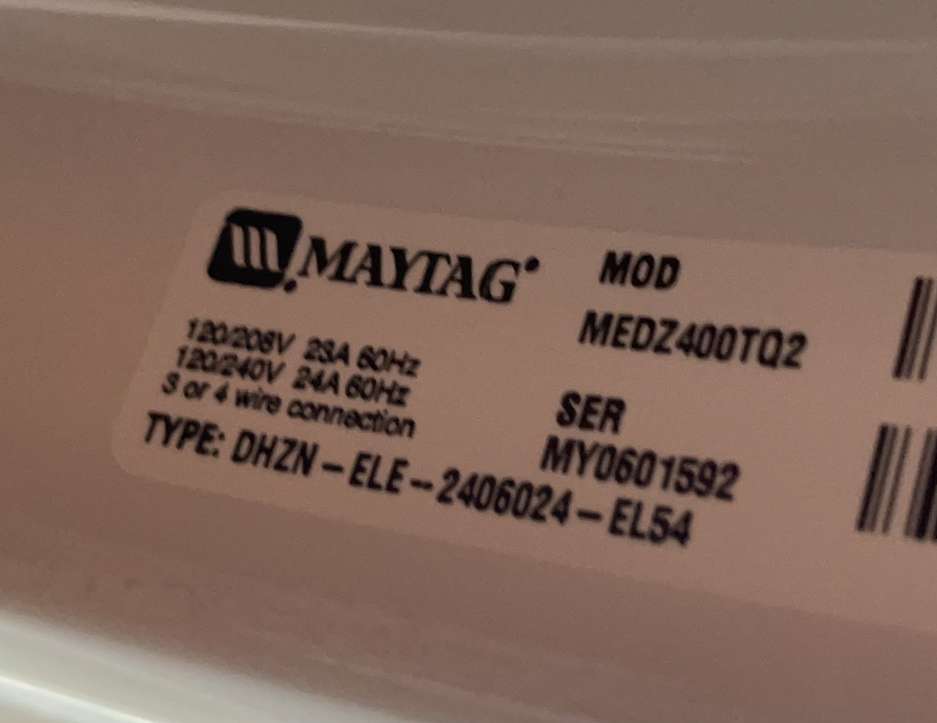 MAYTAG
120/208V 23A 60Hz
120/240V 24A 60Hz
3 or 4 wire connection
TYPE: DHZN-ELE-2406024-EL54
MOD
MEDZ400TQ2
SER
MY0601592